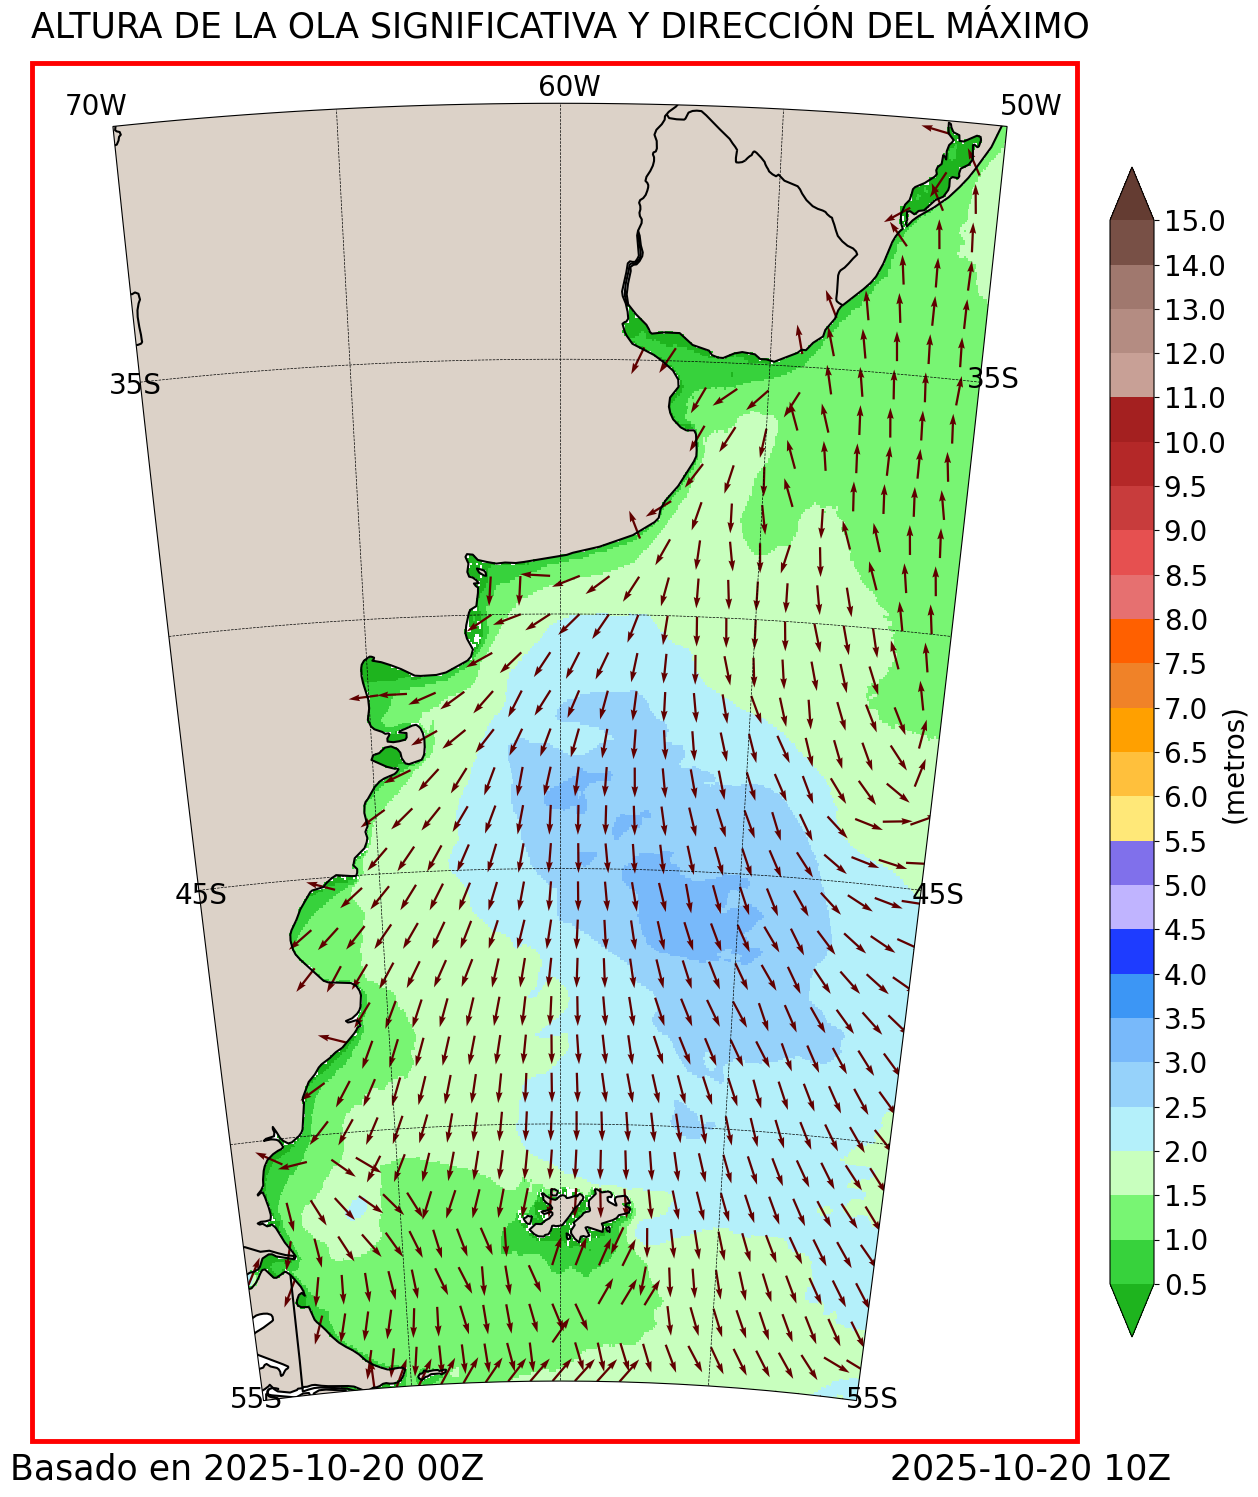 ALTURA DE LA OLA SIGNIFICATIVA Y DIRECCIÓN DEL MÁXIMO
70W
60W
50W
35S
35S
45S
45S
55S
55S
15.0
14.0
13.0
12.0
11.0
10.0
9.5
9.0
8.5
8.0
7.5
7.0
6.5
6.0
5.5
5.0
4.5
4.0
3.5
3.0
2.5
2.0
1.5
1.0
0.5
(metros)
Basado en 2025-10-20 00Z
2025-10-20 10Z